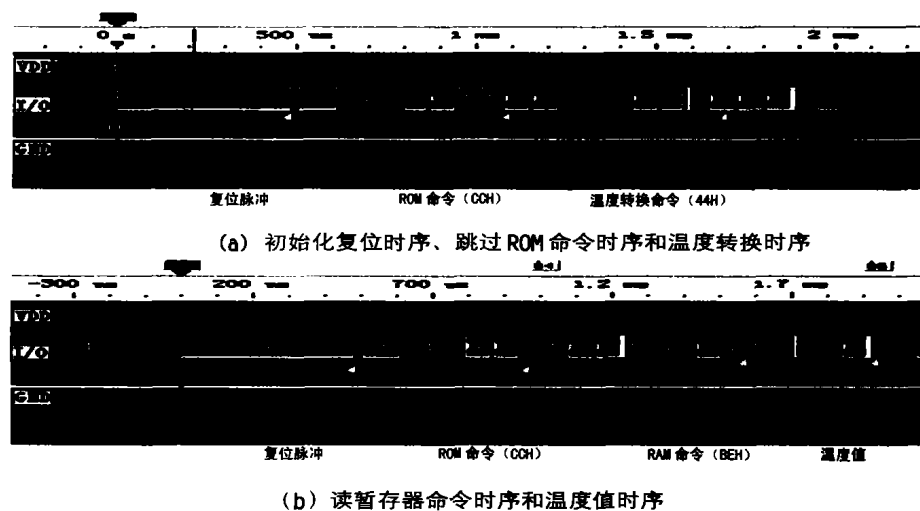 0 500 1 1.5 2
VDD
I/O
GND
复位脉冲 ROM 命令（CCH） 温度转换命令（44H）
(a) 初始化复位时序、跳过 ROM 命令时序和温度转换时序
-300 200 700 1.2 1.7
VDD
I/O
GND
复位脉冲 ROM 命令（CCH） RAM 命令（BEH） 温度值
(b) 读暂存器命令时序和温度值时序